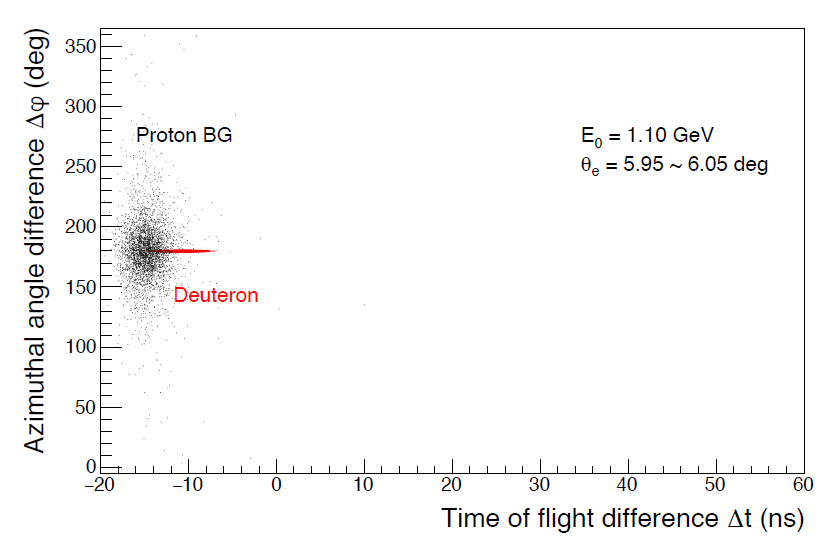 Azimuthal angle difference Δφ (deg)
350
300
250
200
150
100
50
0
Proton BG
Deuteron
E₀ = 1.10 GeV
θₑ = 5.95 ~ 6.05 deg
−20 −10 0 10 20 30 40 50 60
Time of flight difference Δt (ns)